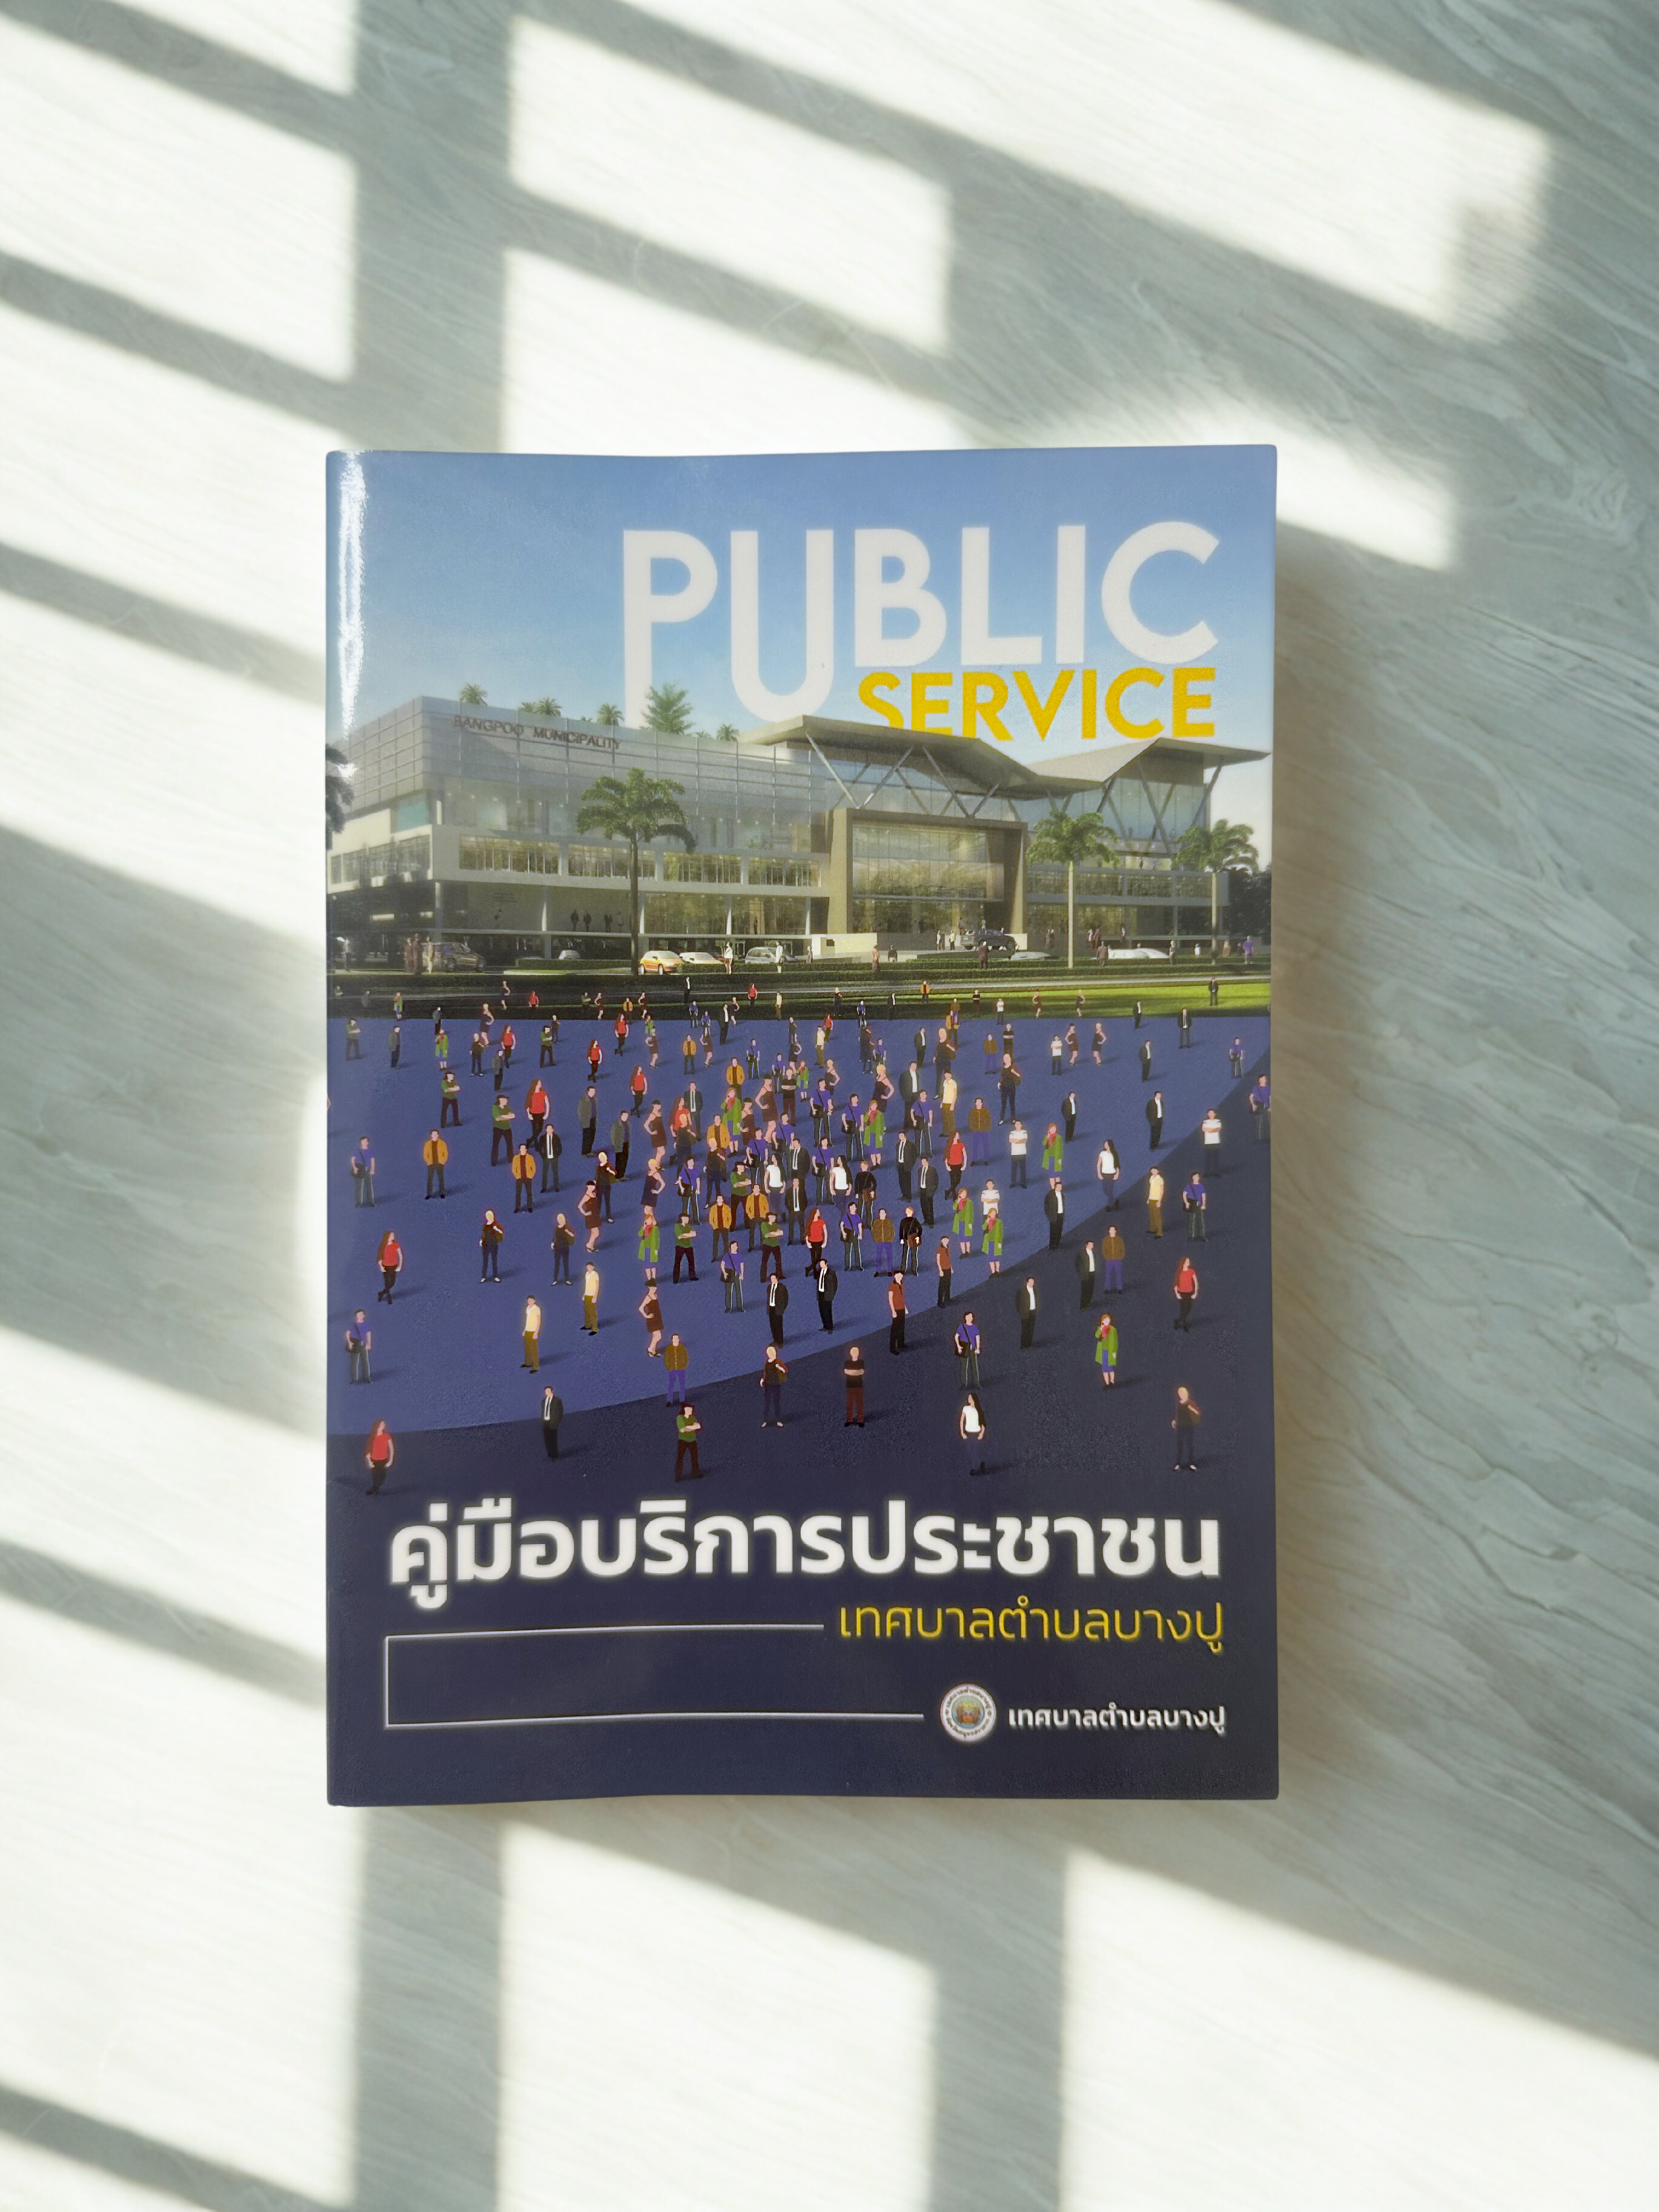 PUBLIC
SERVICE
BANGPOO MUNICIPALITY
คู่มือบริการประชาชน
เทศบาลตำบลบางปู
เทศบาลตำบลบางปู